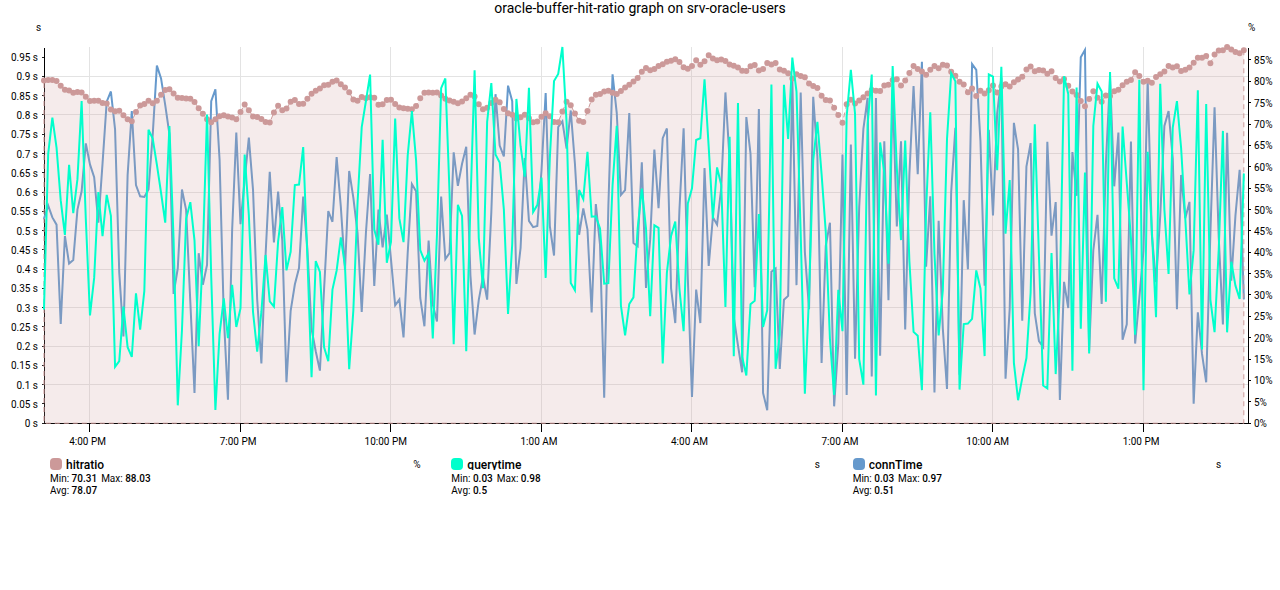 oracle-buffer-hit-ratio graph on srv-oracle-users
s
%
0.95 s
0.9 s
0.85 s
0.8 s
0.75 s
0.7 s
0.65 s
0.6 s
0.55 s
0.5 s
0.45 s
0.4 s
0.35 s
0.3 s
0.25 s
0.2 s
0.15 s
0.1 s
0.05 s
0 s
85%
80%
75%
70%
65%
60%
55%
50%
45%
40%
35%
30%
25%
20%
15%
10%
5%
0%
4:00 PM 7:00 PM 10:00 PM 1:00 AM 4:00 AM 7:00 AM 10:00 AM 1:00 PM
hitratio %
Min: 70.31 Max: 88.03
Avg: 78.07
querytime s
Min: 0.03 Max: 0.98
Avg: 0.5
connTime s
Min: 0.03 Max: 0.97
Avg: 0.51